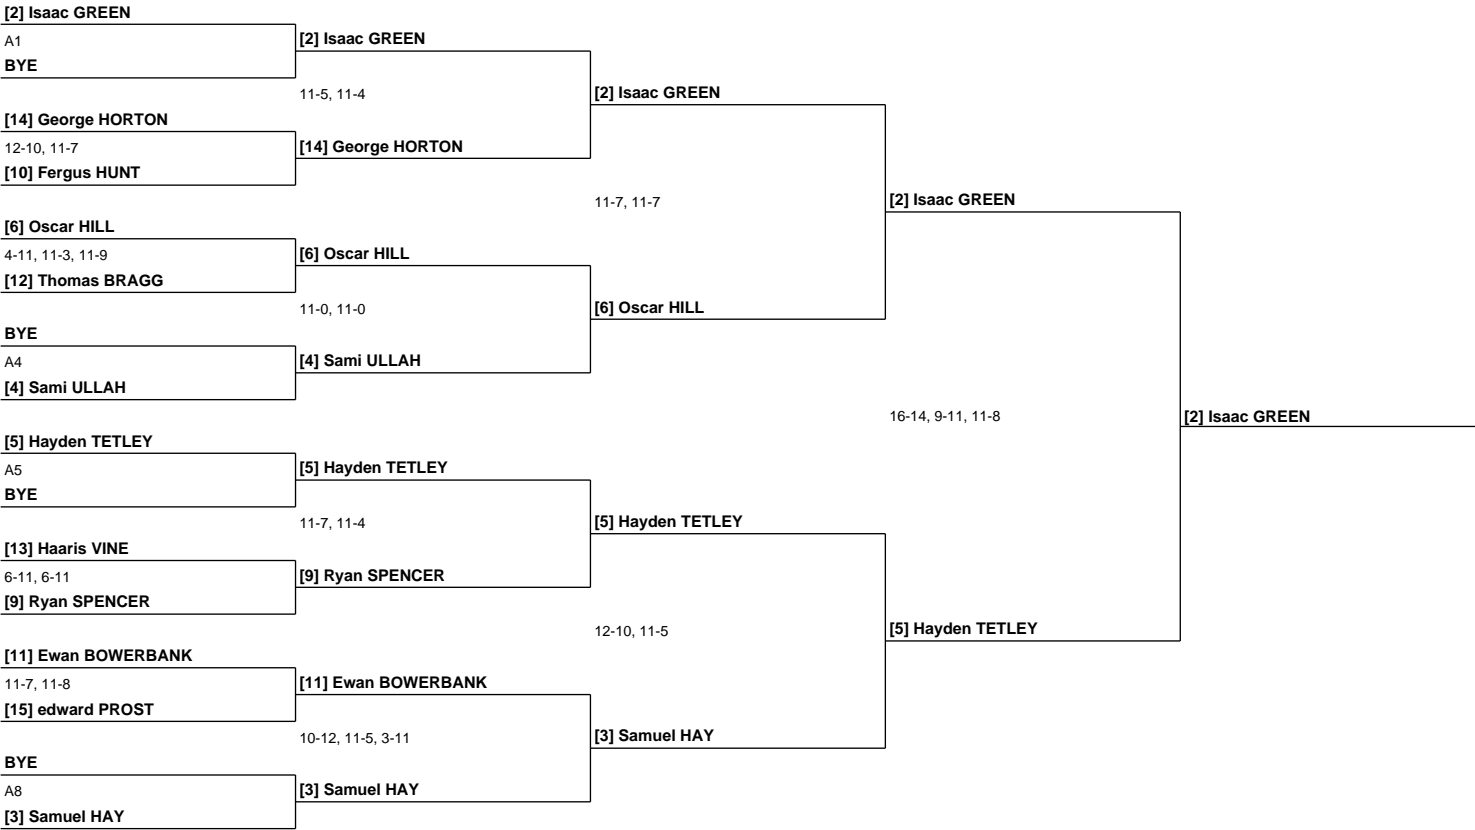 [2] Isaac GREEN
A1
BYE
[14] George HORTON
12-10, 11-7
[10] Fergus HUNT
[6] Oscar HILL
4-11, 11-3, 11-9
[12] Thomas BRAGG
BYE
A4
[4] Sami ULLAH
[5] Hayden TETLEY
A5
BYE
[13] Haaris VINE
6-11, 6-11
[9] Ryan SPENCER
[11] Ewan BOWERBANK
11-7, 11-8
[15] edward PROST
BYE
A8
[3] Samuel HAY
[2] Isaac GREEN
11-5, 11-4
[14] George HORTON
[6] Oscar HILL
11-0, 11-0
[4] Sami ULLAH
[5] Hayden TETLEY
11-7, 11-4
[9] Ryan SPENCER
[11] Ewan BOWERBANK
10-12, 11-5, 3-11
[3] Samuel HAY
[2] Isaac GREEN
11-7, 11-7
[6] Oscar HILL
[5] Hayden TETLEY
12-10, 11-5
[3] Samuel HAY
[2] Isaac GREEN
16-14, 9-11, 11-8
[5] Hayden TETLEY
[2] Isaac GREEN